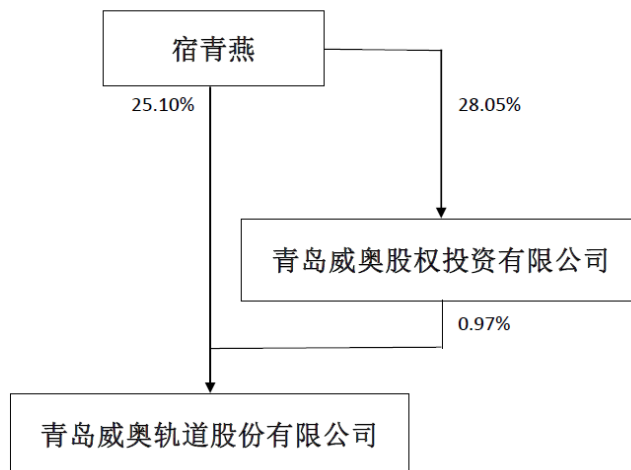 宿青燕
25.10%
28.05%
青岛威奥股权投资有限公司
0.97%
青岛威奥轨道股份有限公司